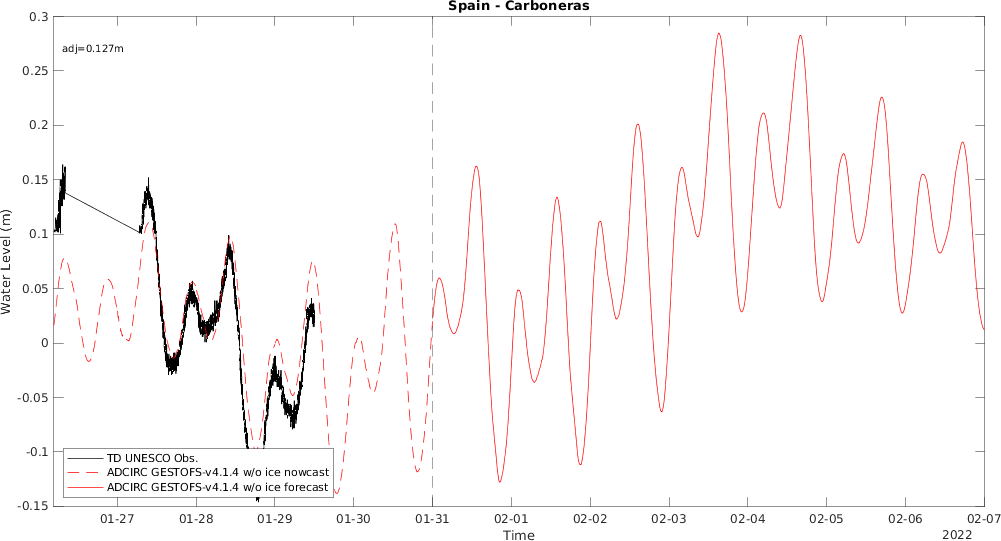 Spain - Carboneras
adj=0.127m
0.3
0.25
0.2
0.15
0.1
0.05
0
-0.05
-0.1
-0.15
Water Level (m)
TD UNESCO Obs.
ADCIRC GESTOFS-v4.1.4 w/o ice nowcast
ADCIRC GESTOFS-v4.1.4 w/o ice forecast
01-27 01-28 01-29 01-30 01-31 02-01 02-02 02-03 02-04 02-05 02-06 02-07
Time
2022